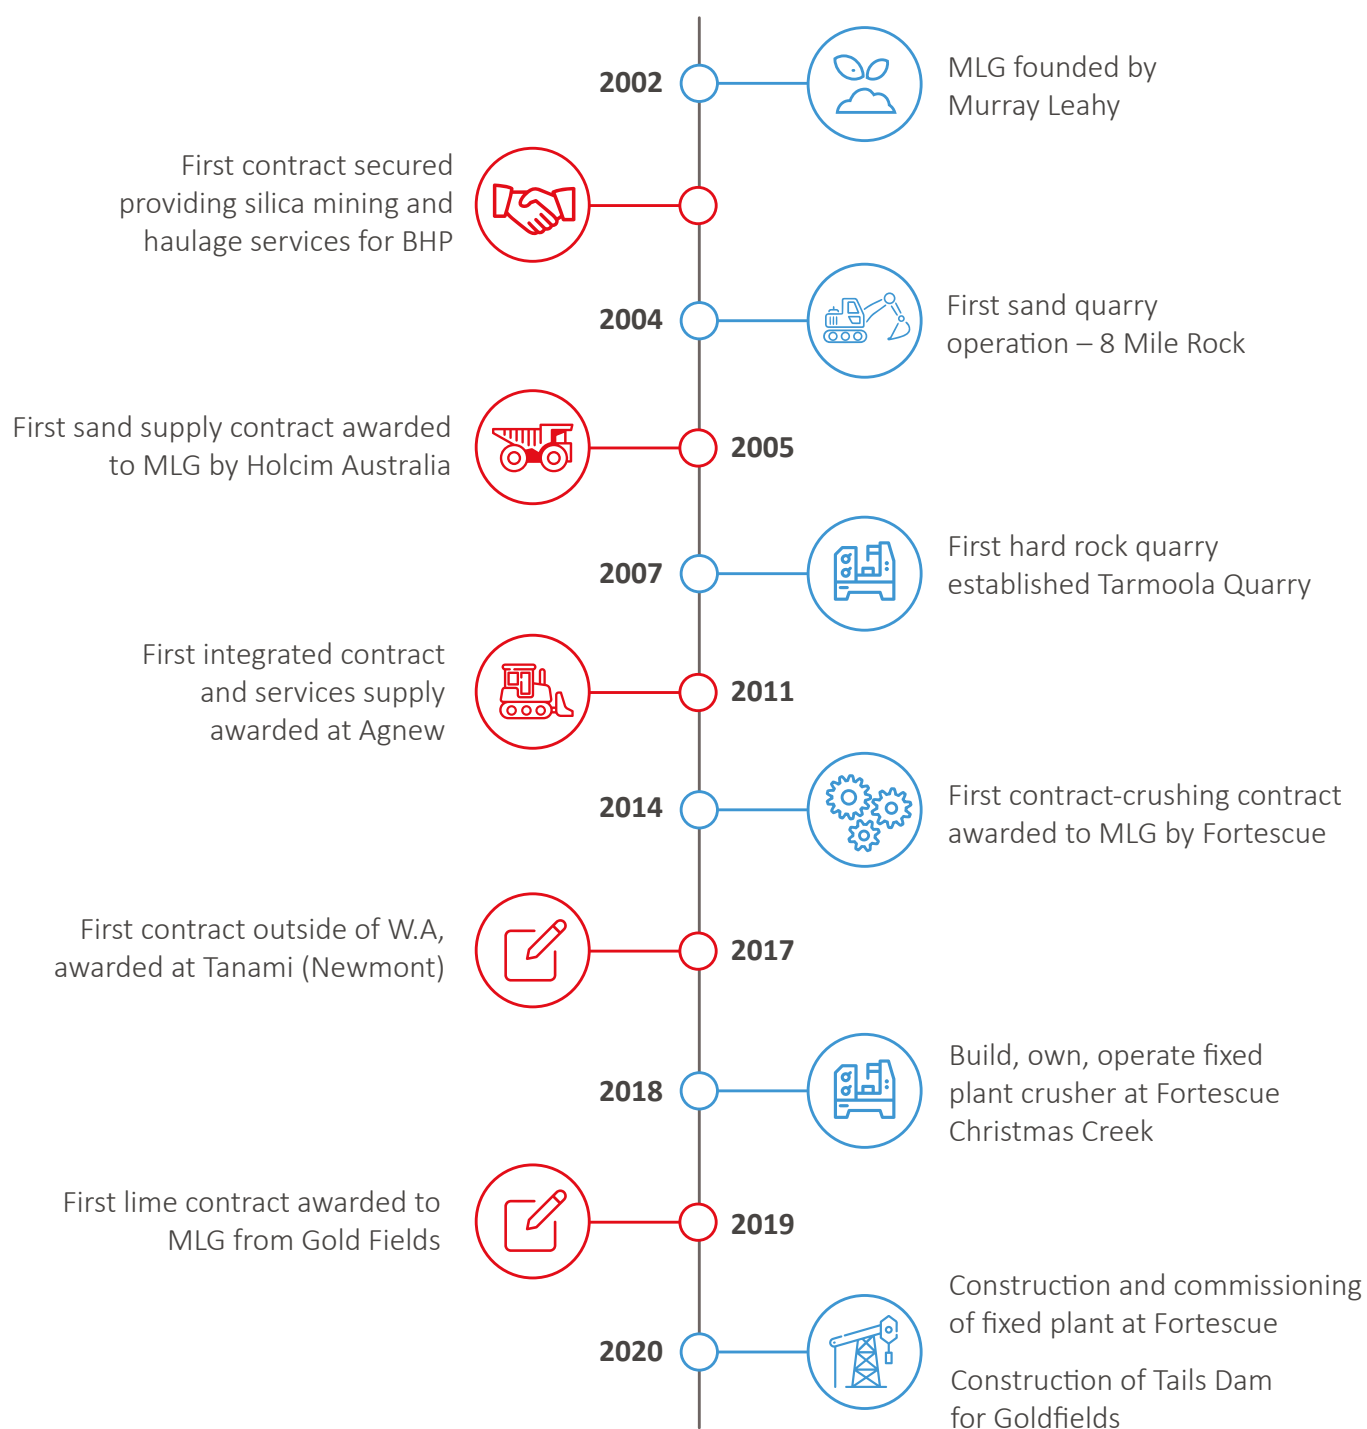 2002
MLG founded by
Murray Leahy
First contract secured
providing silica mining and
haulage services for BHP
2004
First sand quarry
operation – 8 Mile Rock
First sand supply contract awarded
to MLG by Holcim Australia
2005
2007
First hard rock quarry
established Tarmoola Quarry
First integrated contract
and services supply
awarded at Agnew
2011
2014
First contract-crushing contract
awarded to MLG by Fortescue
First contract outside of W.A,
awarded at Tanami (Newmont)
2017
2018
Build, own, operate fixed
plant crusher at Fortescue
Christmas Creek
First lime contract awarded to
MLG from Gold Fields
2019
2020
Construction and commissioning
of fixed plant at Fortescue
Construction of Tails Dam
for Goldfields